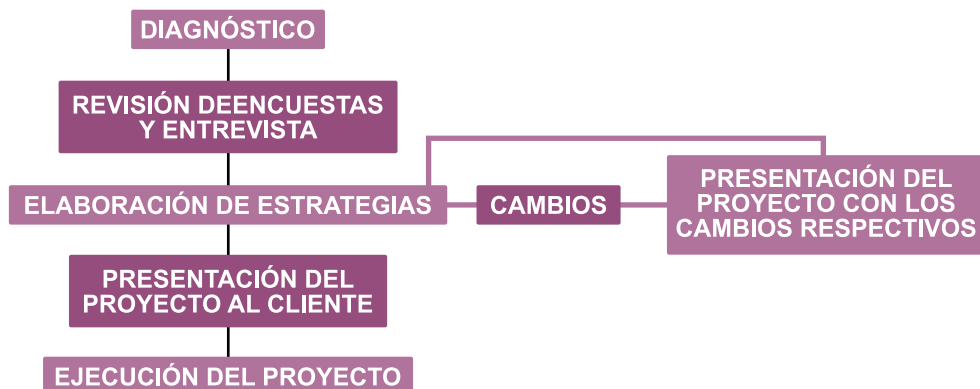 DIAGNÓSTICO
REVISIÓN DEENCUESTAS
Y ENTREVISTA
ELABORACIÓN DE ESTRATEGIAS
CAMBIOS
PRESENTACIÓN DEL
PROYECTO CON LOS
CAMBIOS RESPECTIVOS
PRESENTACIÓN DEL
PROYECTO AL CLIENTE
EJECUCIÓN DEL PROYECTO